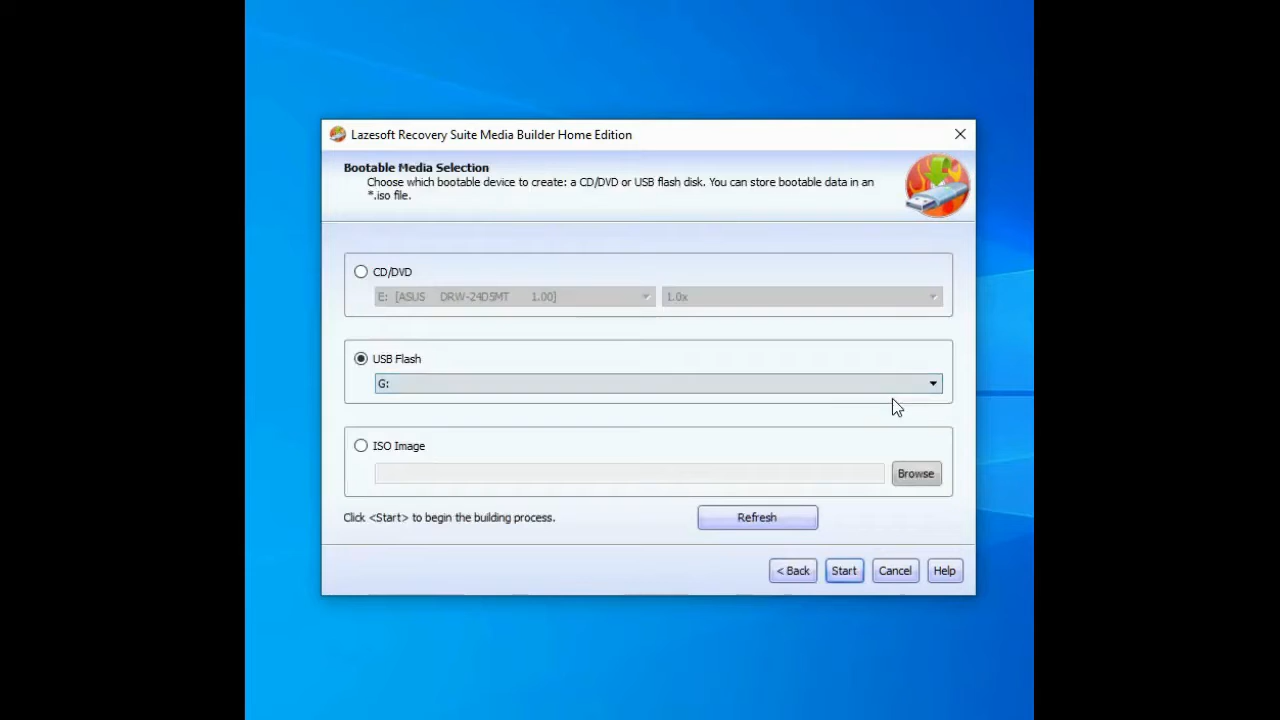 Lazesoft Recovery Suite Media Builder Home Edition
Bootable Media Selection
Choose which bootable device to create: a CD/DVD or USB flash disk. You can store bootable data in an
*.iso file.
CD/DVD
E: [ASUS DRW-24D5MT 1.00] 1.0x
USB Flash
G:
ISO Image
Browse
Click <Start> to begin the building process. Refresh
< Back Start Cancel Help